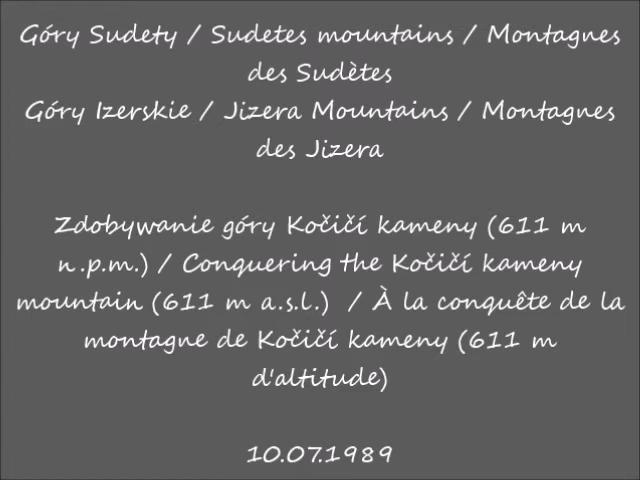 Góry Sudety / Sudetes mountains / Montagnes
des Sudètes
Góry Izerskie / Jizera Mountains / Montagnes
des Jizera
Zdobywanie góry Kočičí kameny (611 m
n.p.m.) / Conquering the Kočičí kameny
mountain (611 m a.s.l.) / À la conquête de la
montagne de Kočičí kameny (611 m
d'altitude)
10.07.1989